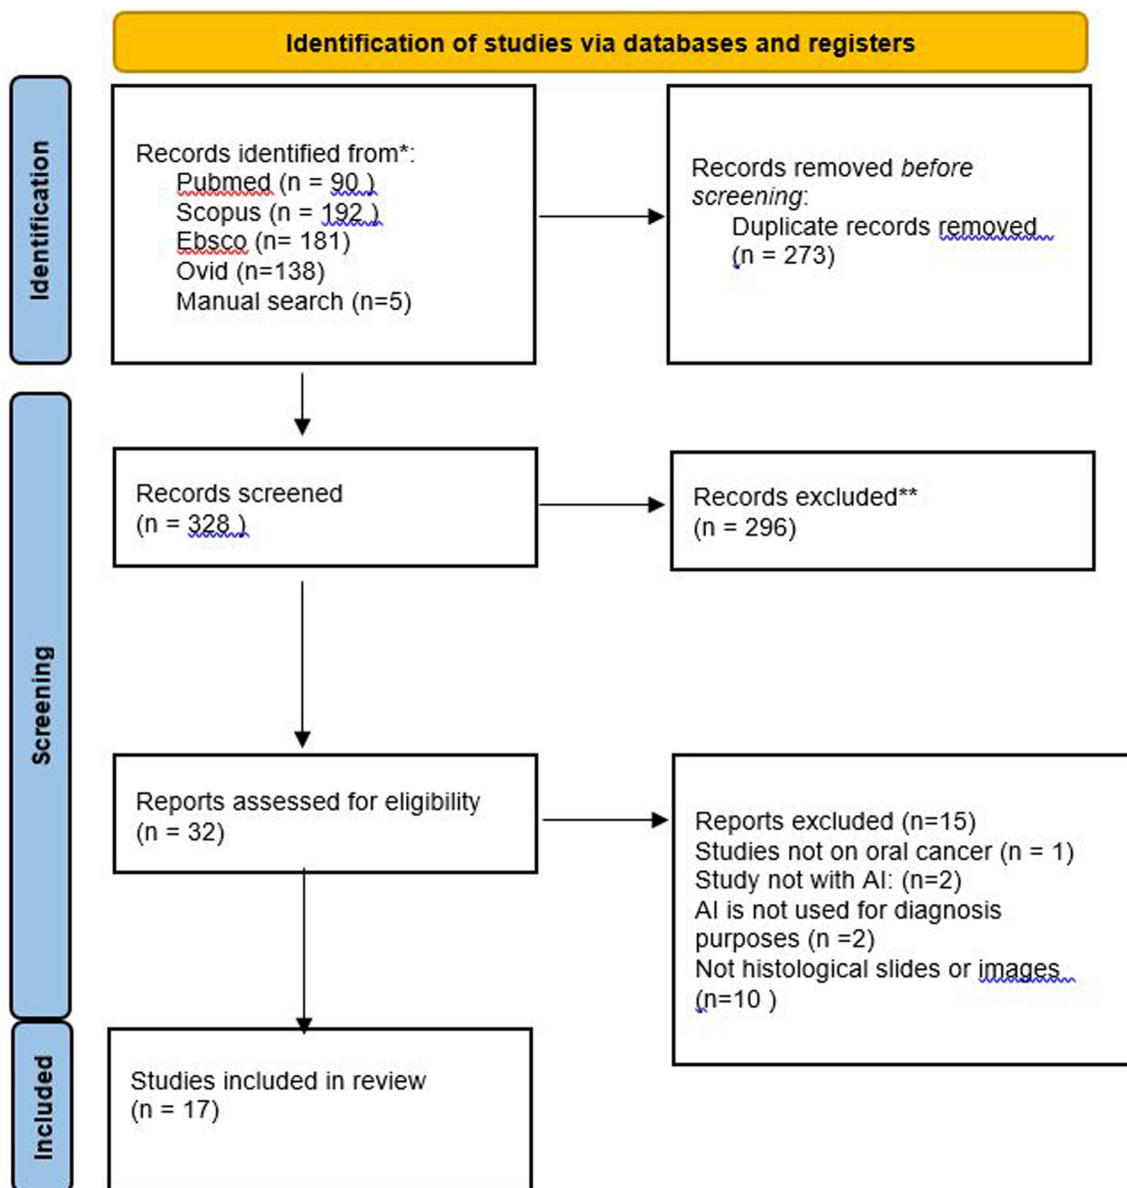 Identification of studies via databases and registers
Identification
Records identified from*:
Pubmed (n = 90 )
Scopus (n = 192 )
Ebsco (n= 181)
Ovid (n=138)
Manual search (n=5)
Records removed before
screening:
Duplicate records removed
(n = 273)
Screening
Records screened
(n = 328 )
Records excluded**
(n = 296)
Reports assessed for eligibility
(n = 32)
Reports excluded (n=15)
Studies not on oral cancer (n = 1)
Study not with AI: (n=2)
AI is not used for diagnosis
purposes (n =2)
Not histological slides or images
(n=10 )
Included
Studies included in review
(n = 17)